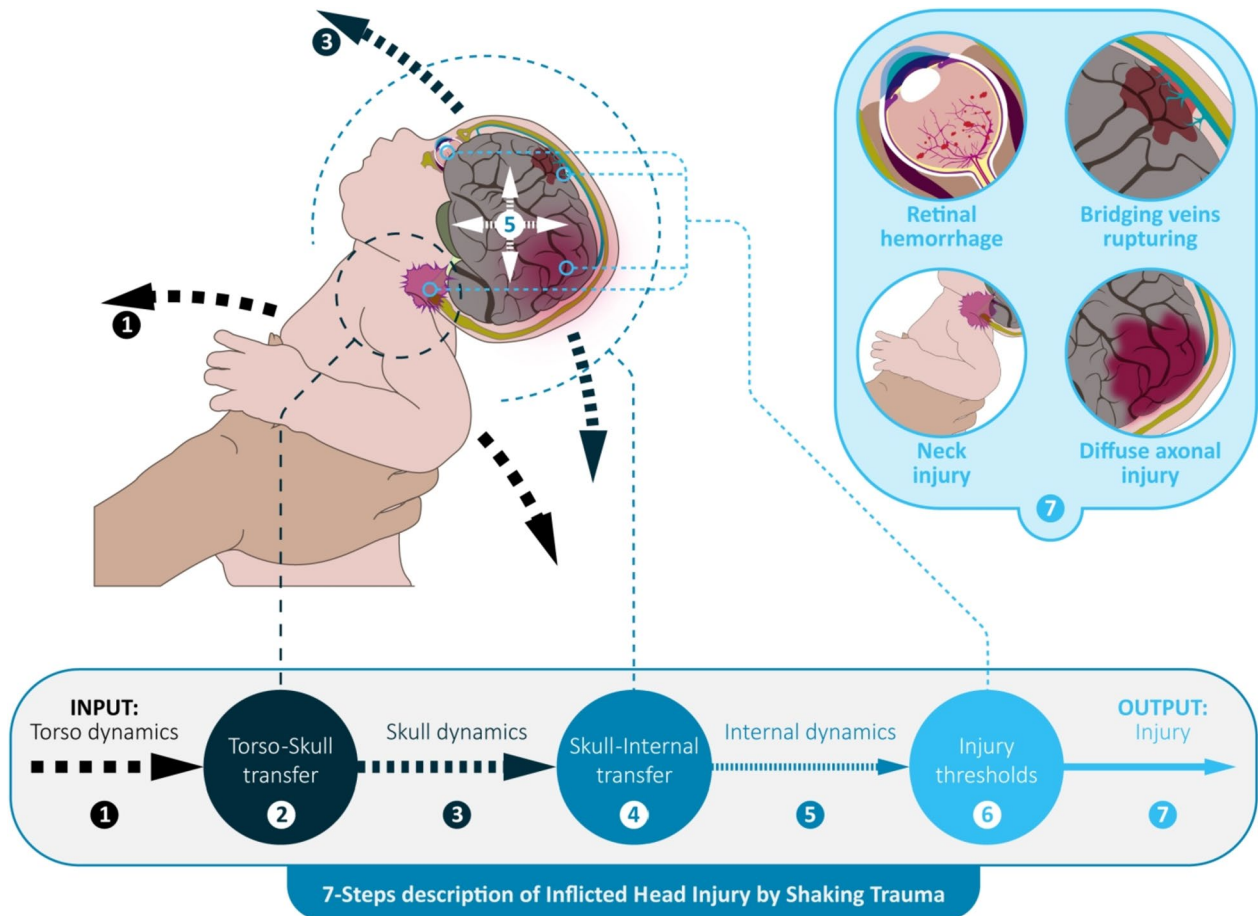 3
5
1
Retinal
hemorrhage
Bridging veins
rupturing
Neck
injury
Diffuse axonal
injury
7
INPUT:
Torso dynamics
1
Torso-Skull
transfer
2
Skull dynamics
3
Skull-Internal
transfer
4
Internal dynamics
5
Injury
thresholds
6
OUTPUT:
Injury
7
7-Steps description of Inflicted Head Injury by Shaking Trauma